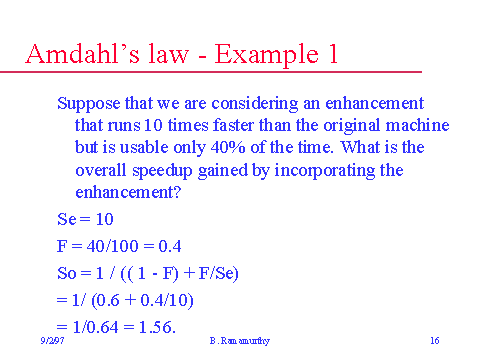 Amdahl's law - Example 1
Suppose that we are considering an enhancement
that runs 10 times faster than the original machine
but is usable only 40% of the time. What is the
overall speedup gained by incorporating the
enhancement?
Se = 10
F = 40/100 = 0.4
So = 1 / (( 1 - F) + F/Se)
= 1/ (0.6 + 0.4/10)
= 1/0.64 = 1.56.
9/2/97 B. Ramamurthy 16